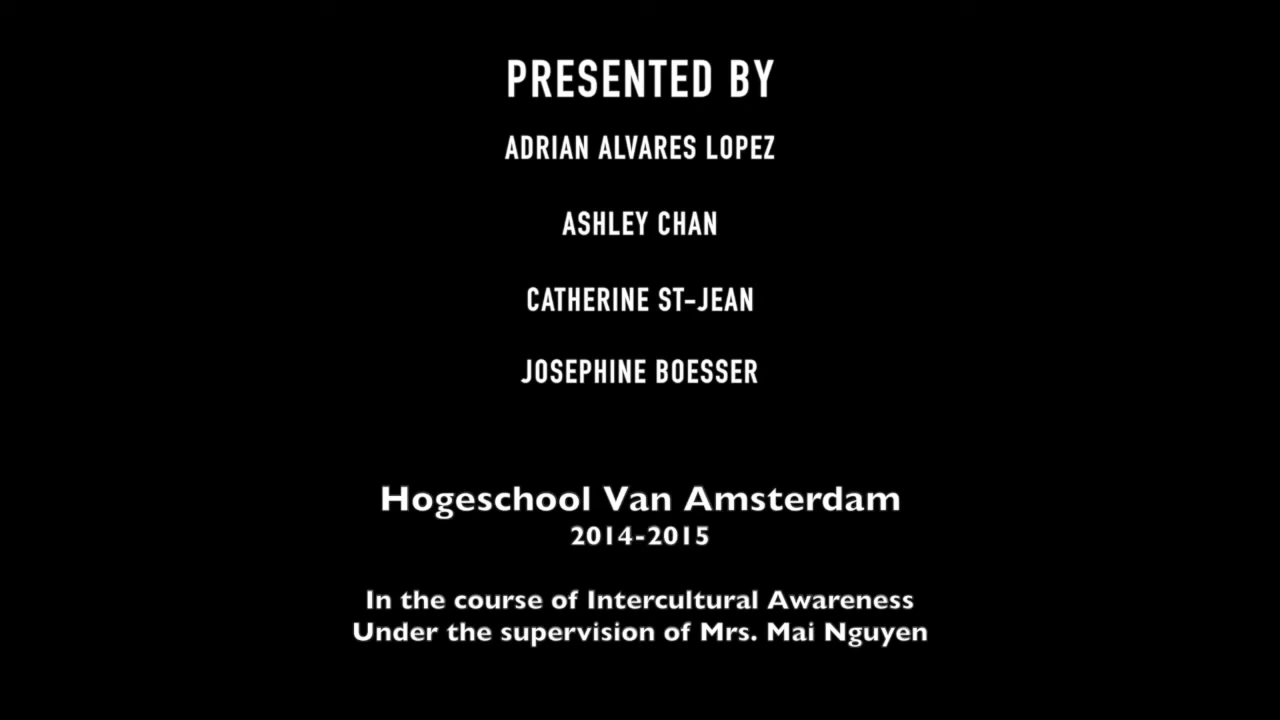 PRESENTED BY
ADRIAN ALVARES LOPEZ
ASHLEY CHAN
CATHERINE ST-JEAN
JOSEPHINE BOESSER
Hogeschool Van Amsterdam
2014-2015
In the course of Intercultural Awareness
Under the supervision of Mrs. Mai Nguyen